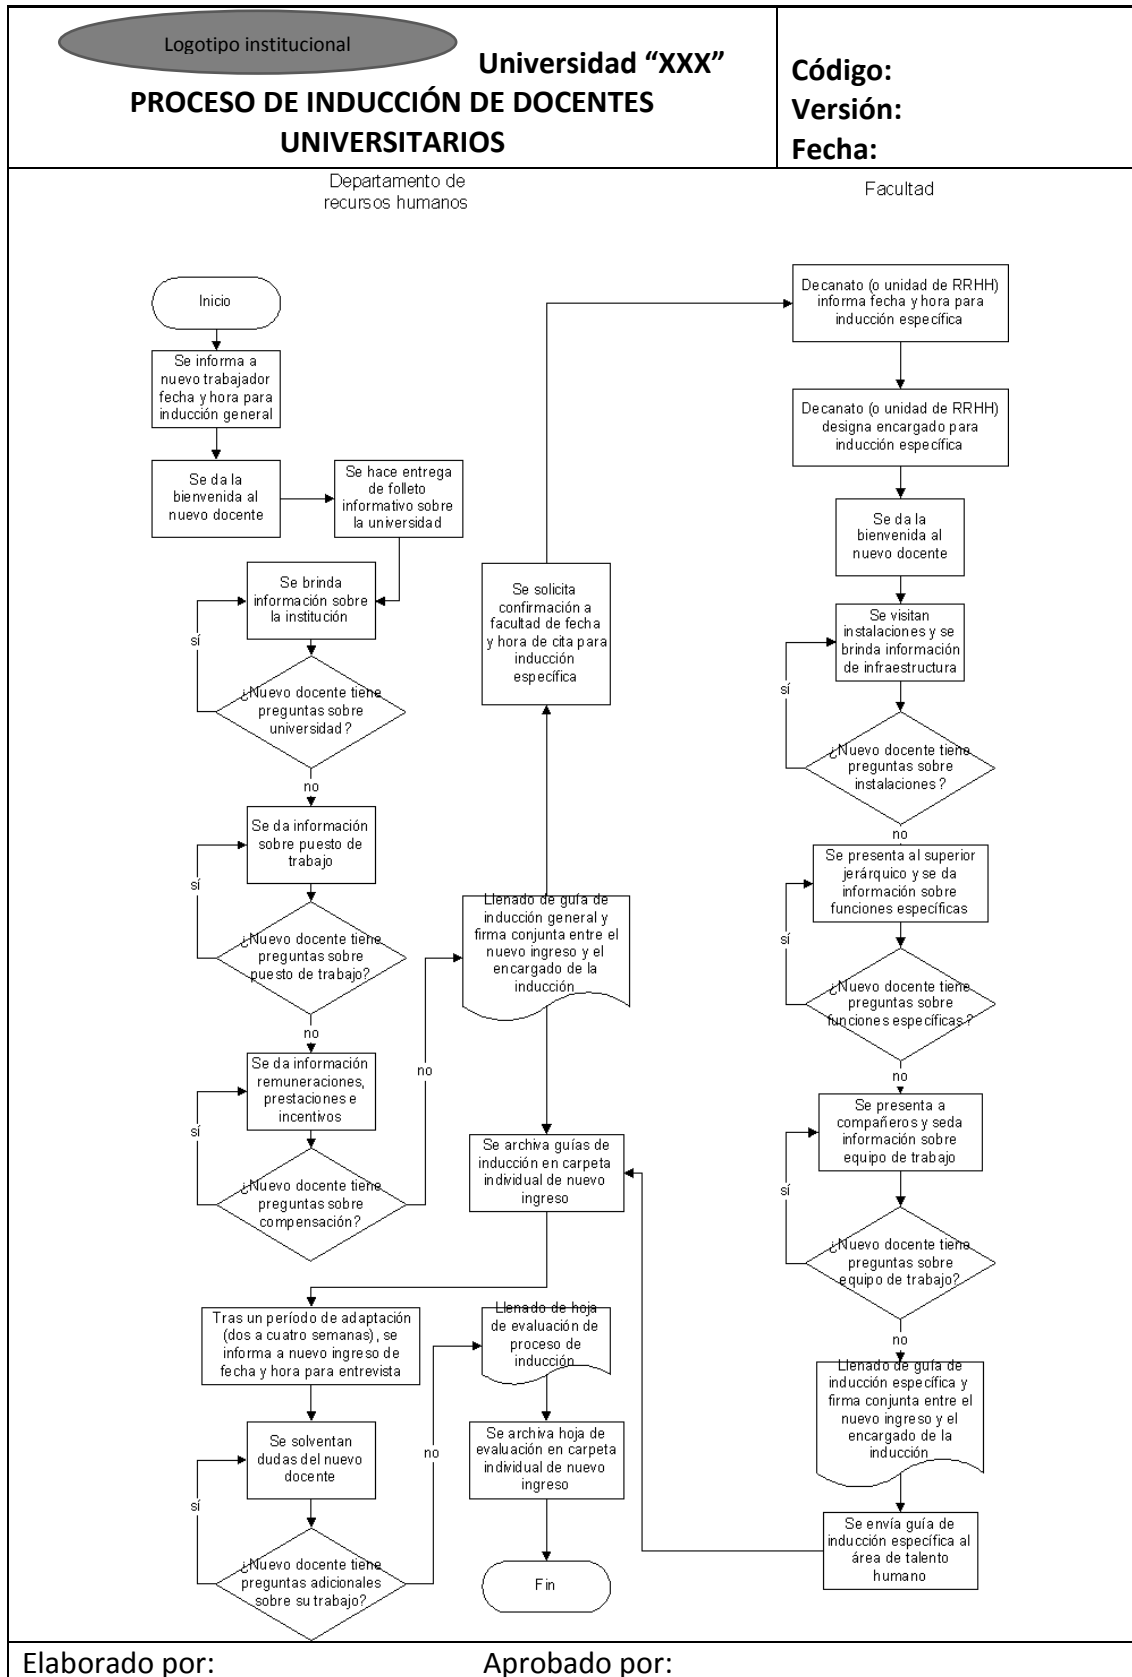 Logotipo institucional
Universidad “XXX”
PROCESO DE INDUCCIÓN DE DOCENTES
UNIVERSITARIOS
Código:
Versión:
Fecha:
Departamento de
recursos humanos
Facultad
Inicio
Se informa a
nuevo trabajador
fecha y hora para
inducción general
Se da la
bienvenida al
nuevo docente
Se hace entrega
de folleto
informativo sobre
la universidad
Se brinda
información sobre
la institución
sí
¿Nuevo docente tiene
preguntas sobre
universidad?
no
Se da información
sobre puesto de
trabajo
sí
¿Nuevo docente tiene
preguntas sobre
puesto de trabajo?
no
Se da información
remuneraciones,
prestaciones e
incentivos
sí
¿Nuevo docente tiene
preguntas sobre
compensación?
no
Llenado de guía de
inducción general y
firma conjunta entre el
nuevo ingreso y el
encargado de la
inducción
Se solicita
confirmación a
facultad de fecha
y hora de cita para
inducción
específica
Decanato (o unidad de RRHH)
informa fecha y hora para
inducción específica
Decanato (o unidad de RRHH)
designa encargado para
inducción específica
Se da la
bienvenida al
nuevo docente
Se visitan
instalaciones y se
brinda información
de infraestructura
sí
¿Nuevo docente tiene
preguntas sobre
instalaciones?
no
Se presenta al superior
jerárquico y se da
información sobre
funciones específicas
sí
¿Nuevo docente tiene
preguntas sobre
funciones específicas?
no
Se presenta a
compañeros y seda
información sobre
equipo de trabajo
sí
¿Nuevo docente tiene
preguntas sobre
equipo de trabajo?
no
Llenado de guía de
inducción específica y
firma conjunta entre el
nuevo ingreso y el
encargado de la
inducción
Se envía guía de
inducción específica al
área de talento
humano
Se archiva guías de
inducción en carpeta
individual de nuevo
ingreso
Tras un período de adaptación
(dos a cuatro semanas), se
informa a nuevo ingreso de
fecha y hora para entrevista
Se solventan
dudas del nuevo
docente
sí
¿Nuevo docente tiene
preguntas adicionales
sobre su trabajo?
no
Llenado de hoja
de evaluación de
proceso de
inducción
Se archiva hoja de
evaluación en carpeta
individual de nuevo
ingreso
Fin
Elaborado por:
Aprobado por: